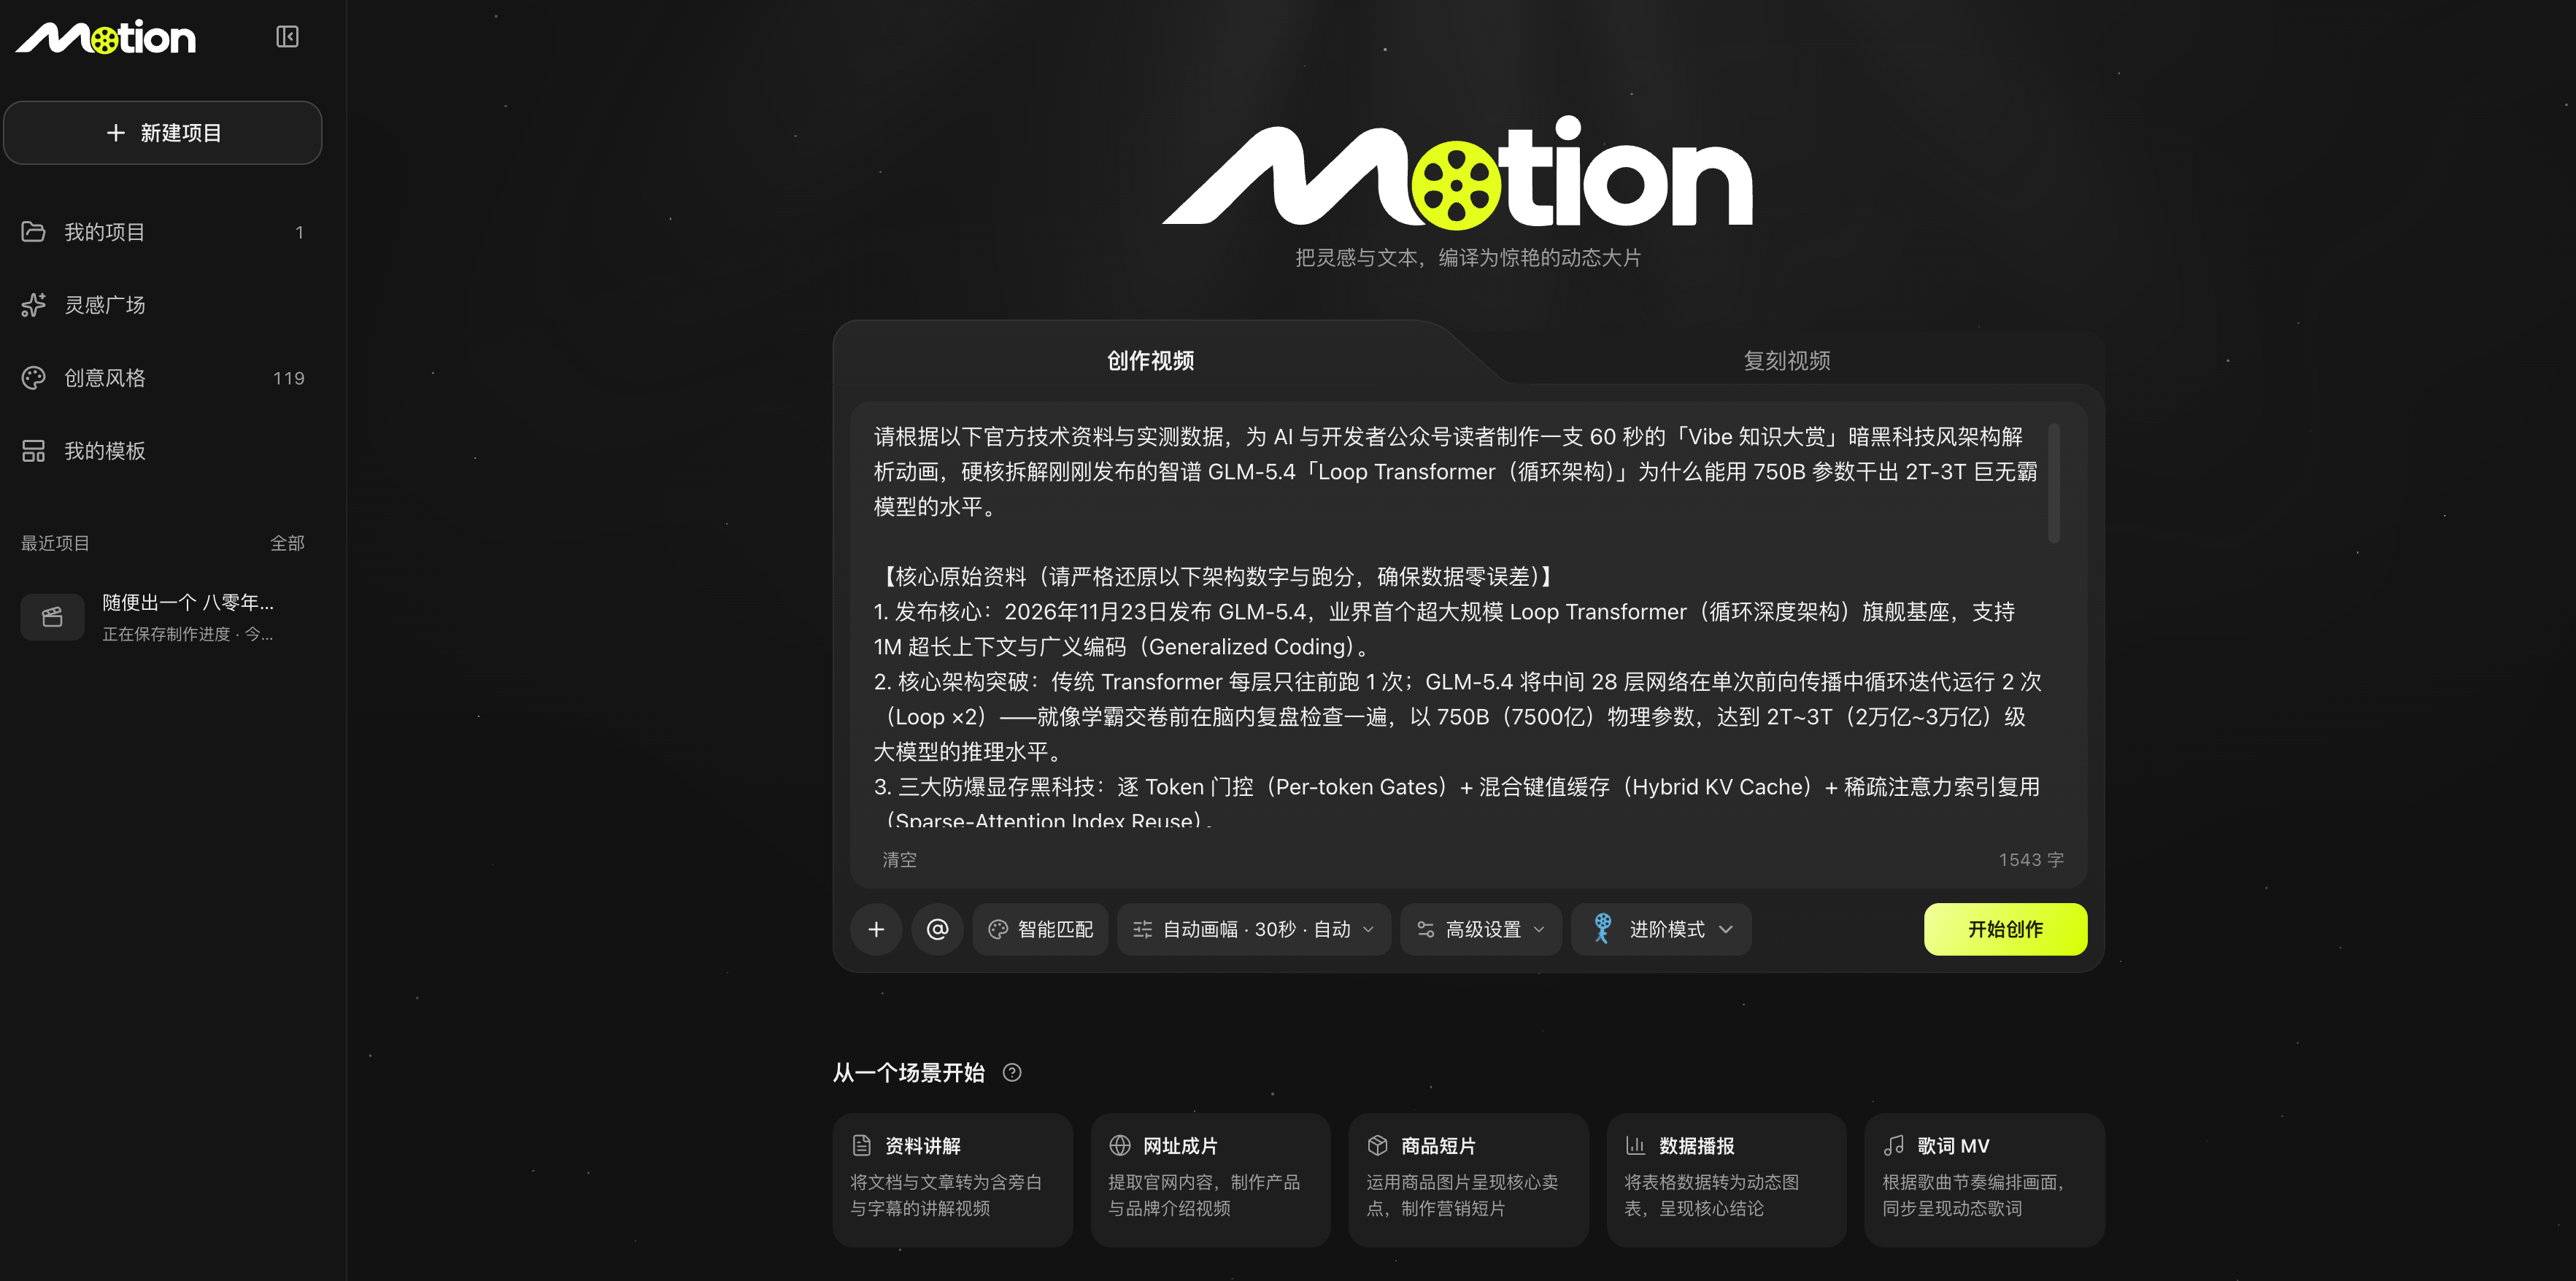 Motion
新建项目
我的项目 1
灵感广场
创意风格 119
我的模板
最近项目 全部
随便出一个 八零年...
正在保存制作进度 · 今...
Motion
把灵感与文本，编译为惊艳的动态大片
创作视频 复刻视频
请根据以下官方技术资料与实测数据，为 AI 与开发者公众号读者制作一支 60 秒的「Vibe 知识大赏」暗黑科技风架构解
析动画，硬核拆解刚刚发布的智谱 GLM-5.4「Loop Transformer（循环架构）」为什么能用 750B 参数干出 2T-3T 巨无霸
模型的水平。
【核心原始资料（请严格还原以下架构数字与跑分，确保数据零误差）】
1. 发布核心：2026年11月23日发布 GLM-5.4，业界首个超大规模 Loop Transformer（循环深度架构）旗舰基座，支持
1M 超长上下文与广义编码（Generalized Coding）。
2. 核心架构突破：传统 Transformer 每层只往前跑 1 次；GLM-5.4 将中间 28 层网络在单次前向传播中循环迭代运行 2 次
（Loop ×2）——就像学霸交卷前在脑内复盘检查一遍，以 750B（7500亿）物理参数，达到 2T~3T（2万亿~3万亿）级
大模型的推理水平。
3. 三大防爆显存黑科技：逐 Token 门控（Per-token Gates）+ 混合键值缓存（Hybrid KV Cache）+ 稀疏注意力索引复用
（Sparse-Attention Index Reuse）。
清空 1543 字
智能匹配 自动画幅 · 30秒 · 自动 高级设置 进阶模式 开始创作
从一个场景开始
资料讲解
将文档与文章转为含旁白
与字幕的讲解视频
网址成片
提取官网内容，制作产品
与品牌介绍视频
商品短片
运用商品图片呈现核心卖
点，制作营销短片
数据播报
将表格数据转为动态图
表，呈现核心结论
歌词 MV
根据歌曲节奏编排画面，
同步呈现动态歌词